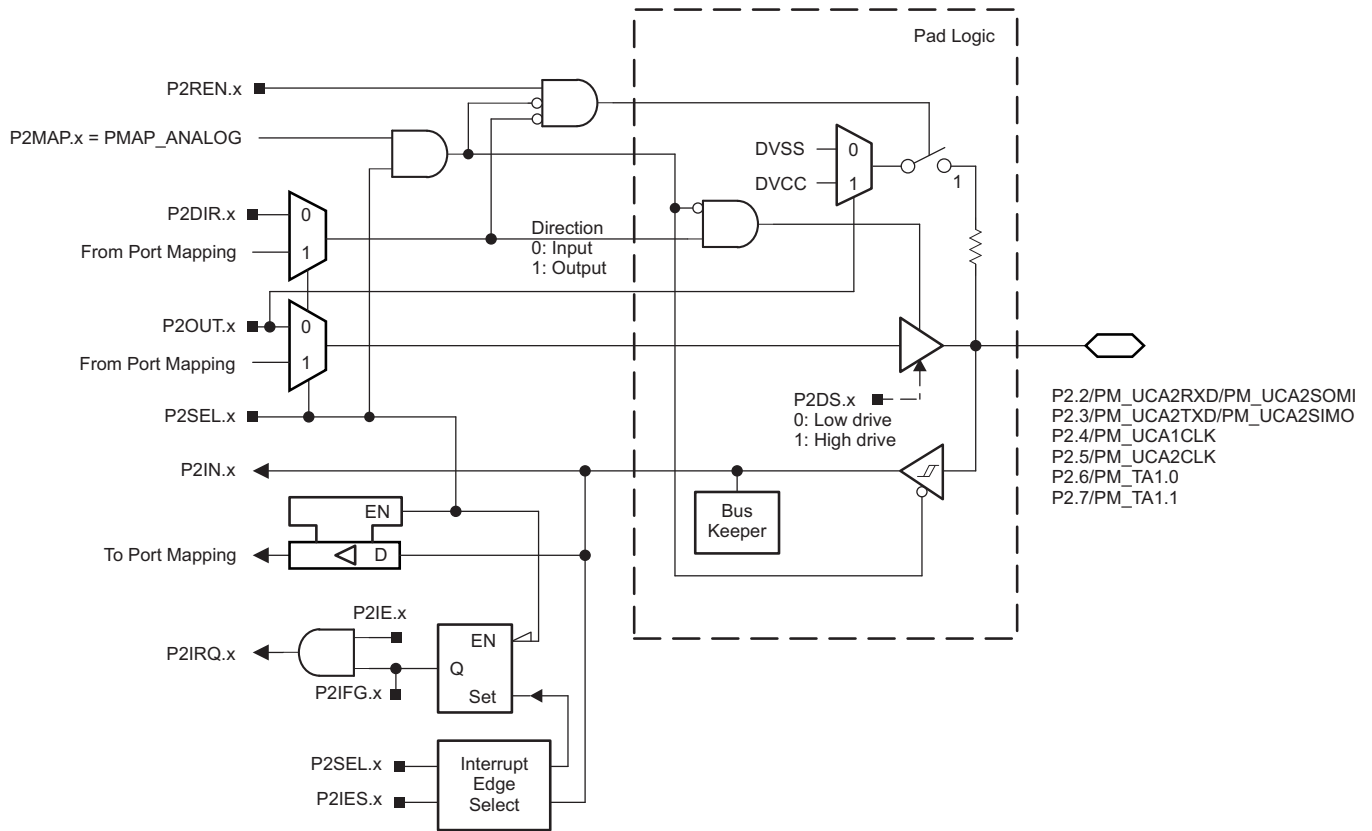 Pad Logic
P2REN.x
P2MAP.x = PMAP_ANALOG
DVSS
0
DVCC
1
1
P2DIR.x
0
From Port Mapping
1
Direction
0: Input
1: Output
P2OUT.x
0
From Port Mapping
1
P2DS.x
0: Low drive
1: High drive
P2SEL.x
P2.2/PM_UCA2RXD/PM_UCA2SOMI
P2.3/PM_UCA2TXD/PM_UCA2SIMO
P2.4/PM_UCA1CLK
P2.5/PM_UCA2CLK
P2.6/PM_TA1.0
P2.7/PM_TA1.1
P2IN.x
Bus
Keeper
EN
To Port Mapping
D
P2IE.x
P2IRQ.x
EN
Q
P2IFG.x
Set
P2SEL.x
P2IES.x
Interrupt
Edge
Select